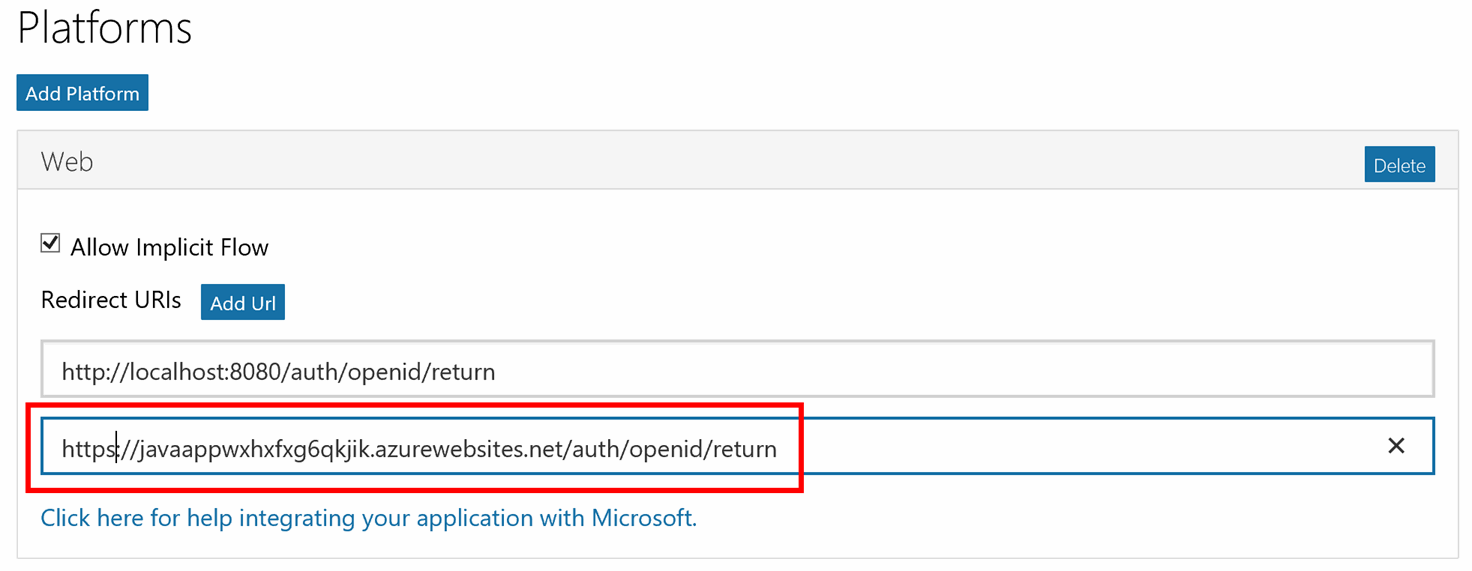 Platforms
Add Platform
Web
Delete
Allow Implicit Flow
Redirect URIs Add Url
http://localhost:8080/auth/openid/return
https://javaappwxhxfxg6qkjik.azurewebsites.net/auth/openid/return
Click here for help integrating your application with Microsoft.